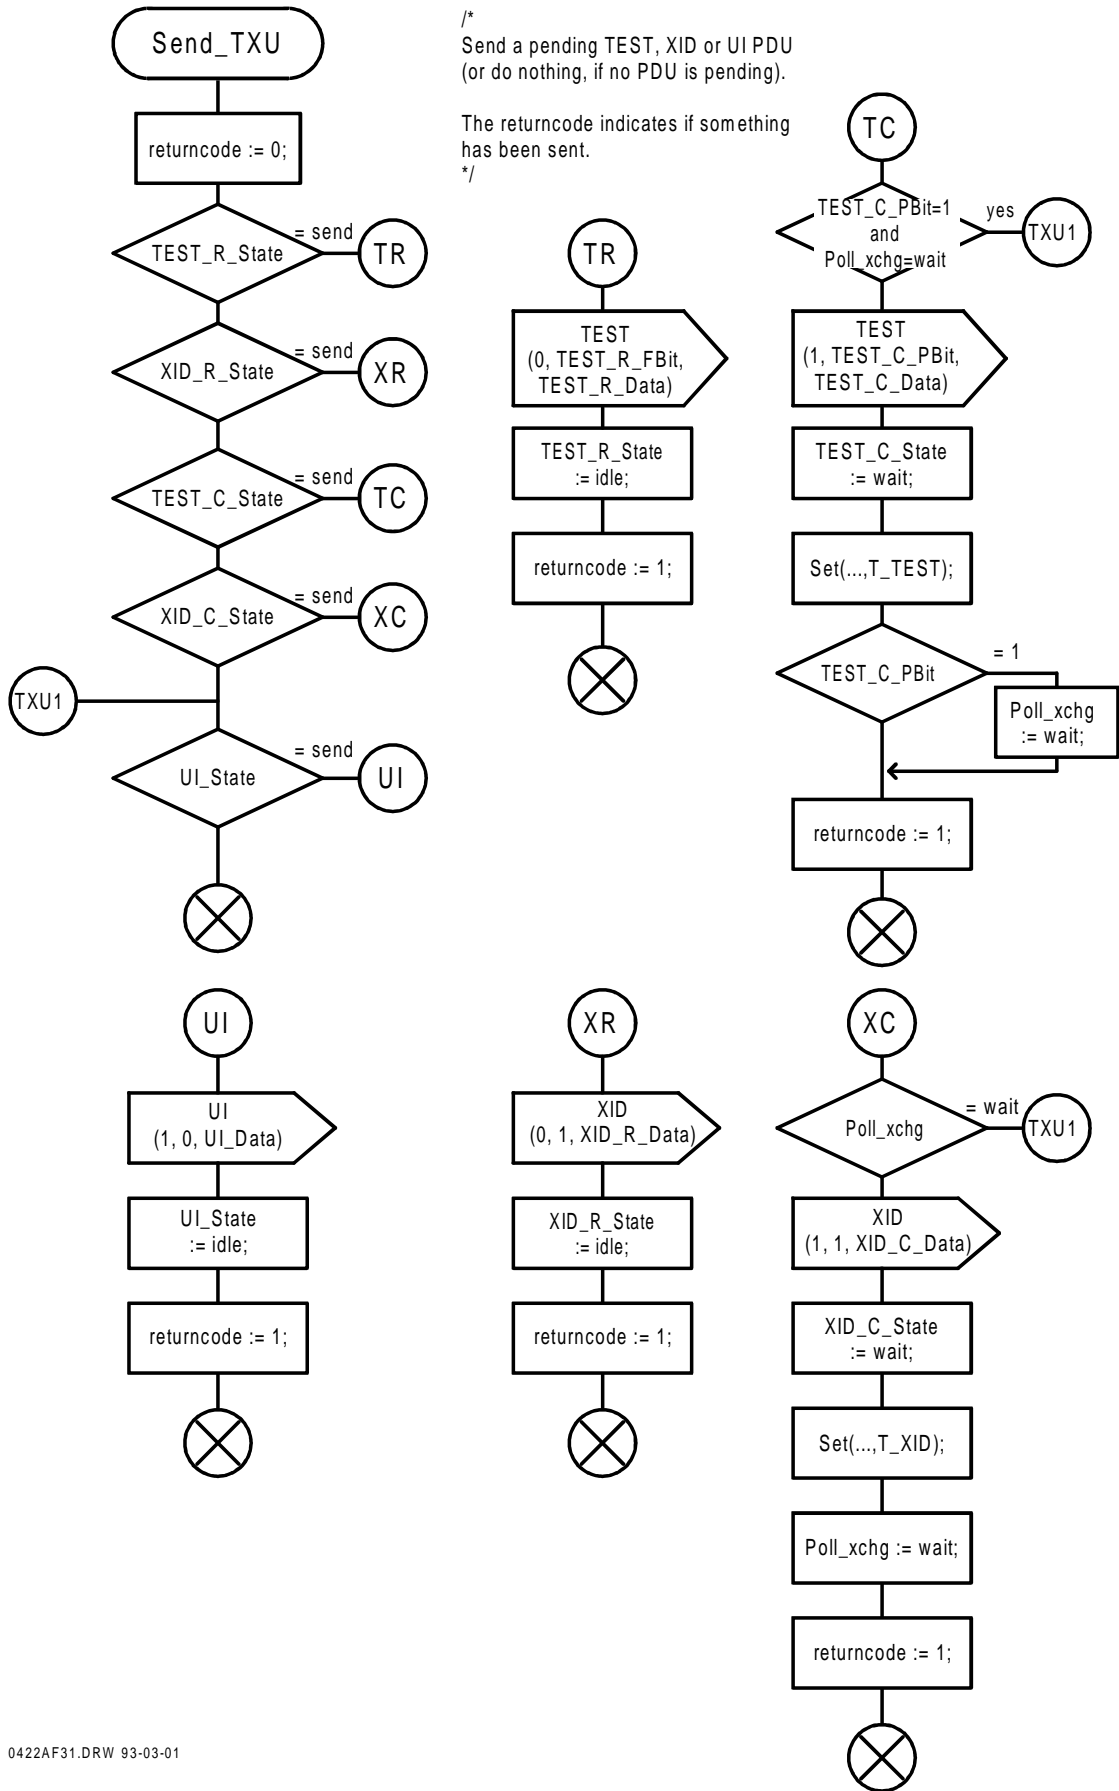 Send_TXU
/*
Send a pending TEST, XID or UI PDU
(or do nothing, if no PDU is pending).
The returncode indicates if something
has been sent.
*/
returncode := 0;
TEST_R_State
= send
TR
XID_R_State
= send
XR
TEST_C_State
= send
TC
XID_C_State
= send
XC
TXU1
UI_State
= send
UI
TR
TEST
(0, TEST_R_FBit,
TEST_R_Data)
TEST_R_State
:= idle;
returncode := 1;
TC
TEST_C_PBit=1
and
Poll_xchg=wait
yes
TXU1
TEST
(1, TEST_C_PBit,
TEST_C_Data)
TEST_C_State
:= wait;
Set(...,T_TEST);
TEST_C_PBit
= 1
Poll_xchg
:= wait;
returncode := 1;
UI
UI
(1, 0, UI_Data)
UI_State
:= idle;
returncode := 1;
XR
XID
(0, 1, XID_R_Data)
XID_R_State
:= idle;
returncode := 1;
XC
Poll_xchg
= wait
TXU1
XID
(1, 1, XID_C_Data)
XID_C_State
:= wait;
Set(...,T_XID);
Poll_xchg := wait;
returncode := 1;
0422AF31.DRW 93-03-01